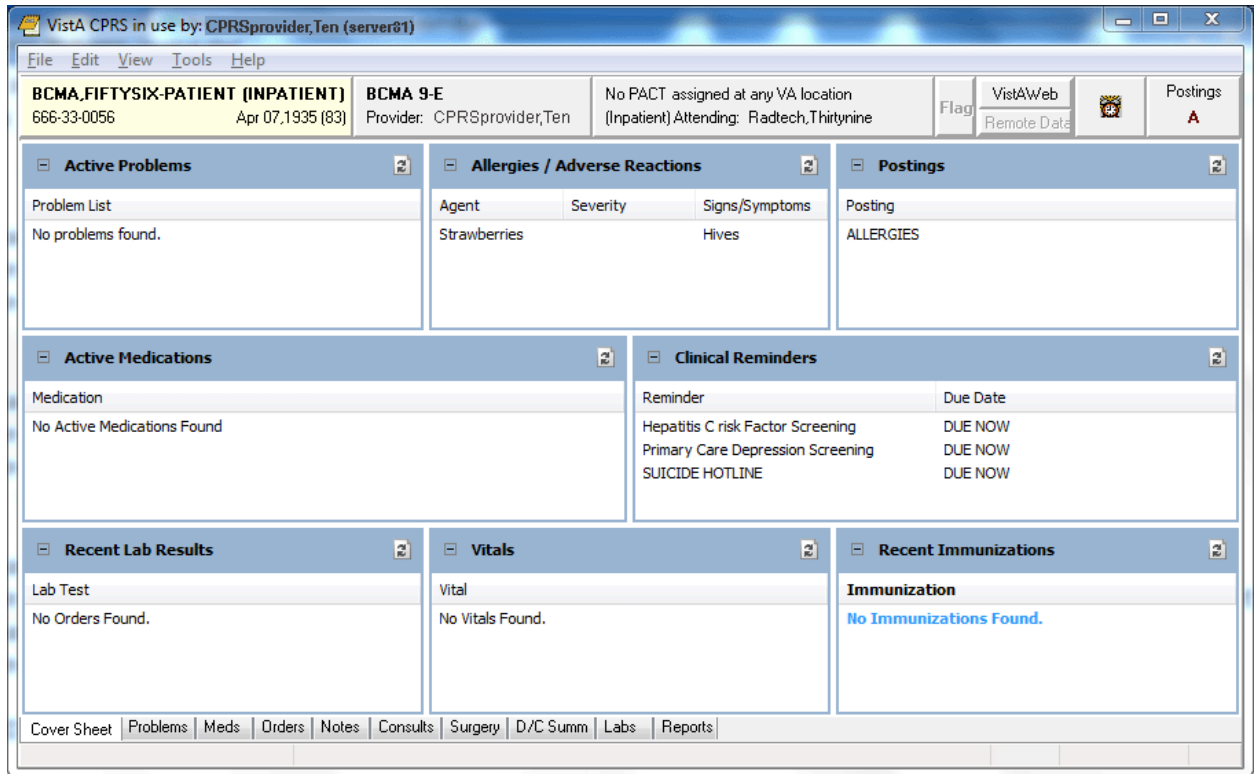 VistA CPRS in use by: CPRSprovider,Ten (server81)
File Edit View Tools Help
BCMA,FIFTYSIX-PATIENT (INPATIENT) BCMA 9-E No PACT assigned at any VA location Flag VistAWeb Postings
666-33-0056 Apr 07,1935 (83) Provider: CPRSprovider,Ten (Inpatient) Attending: Radtech,Thirtynine Remote Data A
Active Problems Allergies / Adverse Reactions Postings
Problem List Agent Severity Signs/Symptoms Posting
No problems found. Strawberries Hives ALLERGIES
Active Medications Clinical Reminders
Medication Reminder Due Date
No Active Medications Found Hepatitis C risk Factor Screening DUE NOW
Primary Care Depression Screening DUE NOW
SUICIDE HOTLINE DUE NOW
Recent Lab Results Vitals Recent Immunizations
Lab Test Vital Immunization
No Orders Found. No Vitals Found. No Immunizations Found.
Cover Sheet Problems Meds Orders Notes Consults Surgery D/C Summ Labs Reports